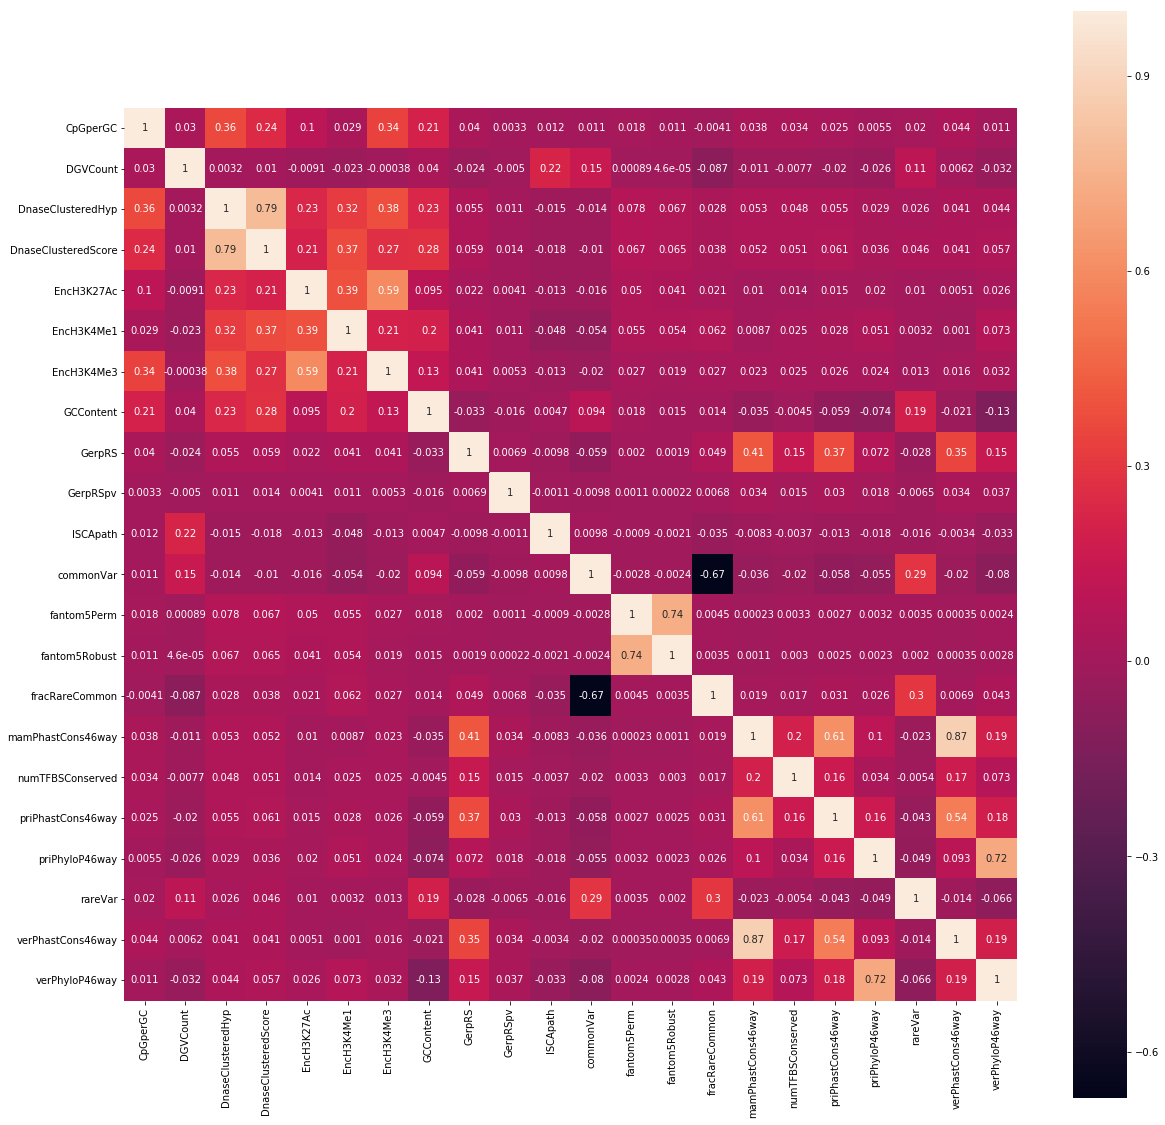 CpGperGC 1 0.03 0.36 0.24 0.1 0.029 0.34 0.21 0.04 0.0033 0.012 0.011 0.018 0.011 -0.0041 0.038 0.034 0.025 0.0055 0.02 0.044 0.011
DGVCount 0.03 1 0.0032 0.01 -0.0091 -0.023 -0.00038 0.04 -0.024 -0.005 0.22 0.15 0.00089 4.6e-05 -0.087 -0.011 -0.0077 -0.02 -0.026 0.11 0.0062 -0.032
DnaseClusteredHyp 0.36 0.0032 1 0.79 0.23 0.32 0.38 0.23 0.055 0.011 -0.015 -0.014 0.078 0.067 0.028 0.053 0.048 0.055 0.029 0.026 0.041 0.044
DnaseClusteredScore 0.24 0.01 0.79 1 0.21 0.37 0.27 0.28 0.059 0.014 -0.018 -0.01 0.067 0.065 0.038 0.052 0.051 0.061 0.036 0.046 0.041 0.057
EncH3K27Ac 0.1 -0.0091 0.23 0.21 1 0.39 0.59 0.095 0.022 0.0041 -0.013 -0.016 0.05 0.041 0.021 0.01 0.014 0.015 0.02 0.01 0.0051 0.026
EncH3K4Me1 0.029 -0.023 0.32 0.37 0.39 1 0.21 0.2 0.041 0.011 -0.048 -0.054 0.055 0.054 0.062 0.0087 0.025 0.028 0.051 0.0032 0.001 0.073
EncH3K4Me3 0.34 -0.00038 0.38 0.27 0.59 0.21 1 0.13 0.041 0.0053 -0.013 -0.02 0.027 0.019 0.027 0.023 0.025 0.026 0.024 0.013 0.016 0.032
GCContent 0.21 0.04 0.23 0.28 0.095 0.2 0.13 1 -0.033 -0.016 0.0047 0.094 0.018 0.015 0.014 -0.035 -0.0045 -0.059 -0.074 0.19 -0.021 -0.13
GerpRS 0.04 -0.024 0.055 0.059 0.022 0.041 0.041 -0.033 1 0.0069 -0.0098 -0.059 0.002 0.0019 0.049 0.41 0.15 0.37 0.072 -0.028 0.35 0.15
GerpRSpv 0.0033 -0.005 0.011 0.014 0.0041 0.011 0.0053 -0.016 0.0069 1 -0.0011 -0.0098 0.0011 0.00022 0.0068 0.034 0.015 0.03 0.018 -0.0065 0.034 0.037
ISCApath 0.012 0.22 -0.015 -0.018 -0.013 -0.048 -0.013 0.0047 -0.0098 -0.0011 1 0.0098 -0.0009 -0.0021 -0.035 -0.0083 -0.0037 -0.013 -0.018 -0.016 -0.0034 -0.033
commonVar 0.011 0.15 -0.014 -0.01 -0.016 -0.054 -0.02 0.094 -0.059 -0.0098 0.0098 1 -0.0028 -0.0024 -0.67 -0.036 -0.02 -0.058 -0.055 0.29 -0.02 -0.08
fantom5Perm 0.018 0.00089 0.078 0.067 0.05 0.055 0.027 0.018 0.002 0.0011 -0.0009 -0.0028 1 0.74 0.0045 0.00023 0.0033 0.0027 0.0032 0.0035 0.00035 0.0024
fantom5Robust 0.011 4.6e-05 0.067 0.065 0.041 0.054 0.019 0.015 0.0019 0.00022 -0.0021 -0.0024 0.74 1 0.0035 0.0011 0.003 0.0025 0.0023 0.002 0.00035 0.0028
fracRareCommon -0.0041 -0.087 0.028 0.038 0.021 0.062 0.027 0.014 0.049 0.0068 -0.035 -0.67 0.0045 0.0035 1 0.019 0.017 0.031 0.026 0.3 0.0069 0.043
mamPhastCons46way 0.038 -0.011 0.053 0.052 0.01 0.0087 0.023 -0.035 0.41 0.034 -0.0083 -0.036 0.00023 0.0011 0.019 1 0.2 0.61 0.1 -0.023 0.87 0.19
numTFBSConserved 0.034 -0.0077 0.048 0.051 0.014 0.025 0.025 -0.0045 0.15 0.015 -0.0037 -0.02 0.0033 0.003 0.017 0.2 1 0.16 0.034 -0.0054 0.17 0.073
priPhastCons46way 0.025 -0.02 0.055 0.061 0.015 0.028 0.026 -0.059 0.37 0.03 -0.013 -0.058 0.0027 0.0025 0.031 0.61 0.16 1 0.16 -0.043 0.54 0.18
priPhyloP46way 0.0055 -0.026 0.029 0.036 0.02 0.051 0.024 -0.074 0.072 0.018 -0.018 -0.055 0.0032 0.0023 0.026 0.1 0.034 0.16 1 -0.049 0.093 0.72
rareVar 0.02 0.11 0.026 0.046 0.01 0.0032 0.013 0.19 -0.028 -0.0065 -0.016 0.29 0.0035 0.002 0.3 -0.023 -0.0054 -0.043 -0.049 1 -0.014 -0.066
verPhastCons46way 0.044 0.0062 0.041 0.041 0.0051 0.001 0.016 -0.021 0.35 0.034 -0.0034 -0.02 0.00035 0.00035 0.0069 0.87 0.17 0.54 0.093 -0.014 1 0.19
verPhyloP46way 0.011 -0.032 0.044 0.057 0.026 0.073 0.032 -0.13 0.15 0.037 -0.033 -0.08 0.0024 0.0028 0.043 0.19 0.073 0.18 0.72 -0.066 0.19 1
CpGperGC
DGVCount
DnaseClusteredHyp
DnaseClusteredScore
EncH3K27Ac
EncH3K4Me1
EncH3K4Me3
GCContent
GerpRS
GerpRSpv
ISCApath
commonVar
fantom5Perm
fantom5Robust
fracRareCommon
mamPhastCons46way
numTFBSConserved
priPhastCons46way
priPhyloP46way
rareVar
verPhastCons46way
verPhyloP46way
0.9
0.6
0.3
0.0
−0.3
−0.6